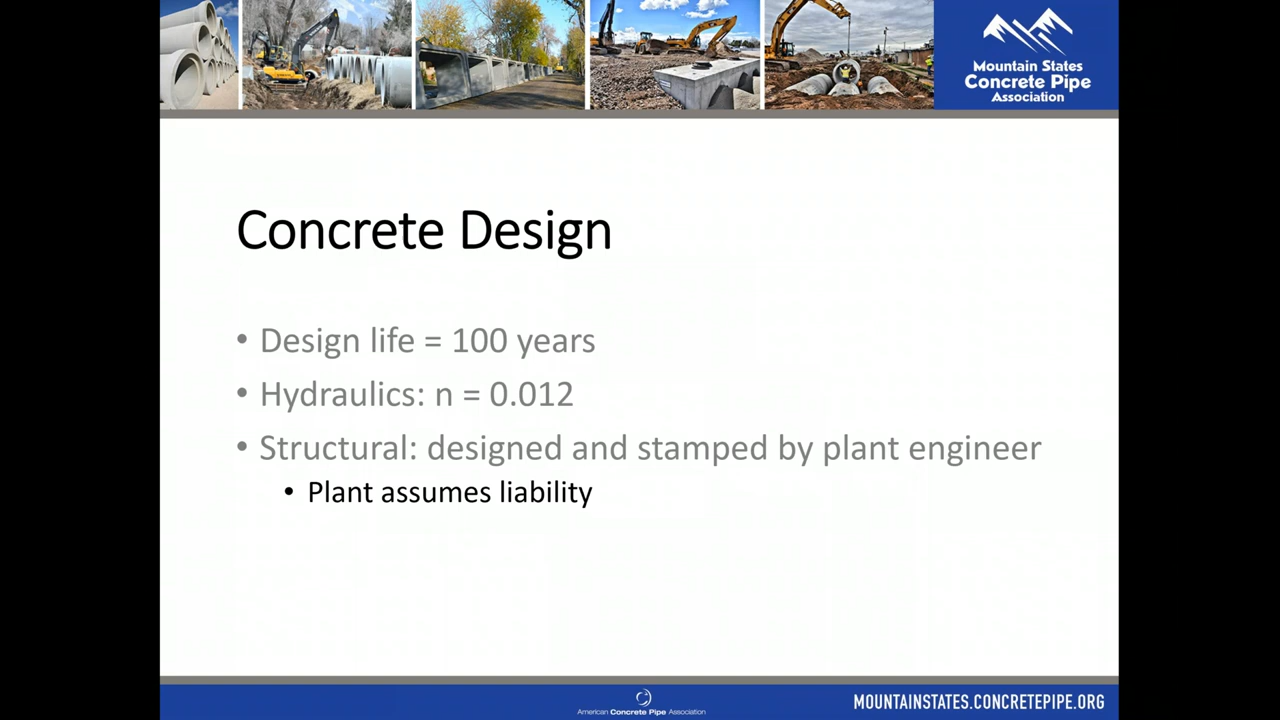 Mountain States
Concrete Pipe
Association
Concrete Design
• Design life = 100 years
• Hydraulics: n = 0.012
• Structural: designed and stamped by plant engineer
• Plant assumes liability
American Concrete Pipe Association
MOUNTAINSTATES.CONCRETEPIPE.ORG